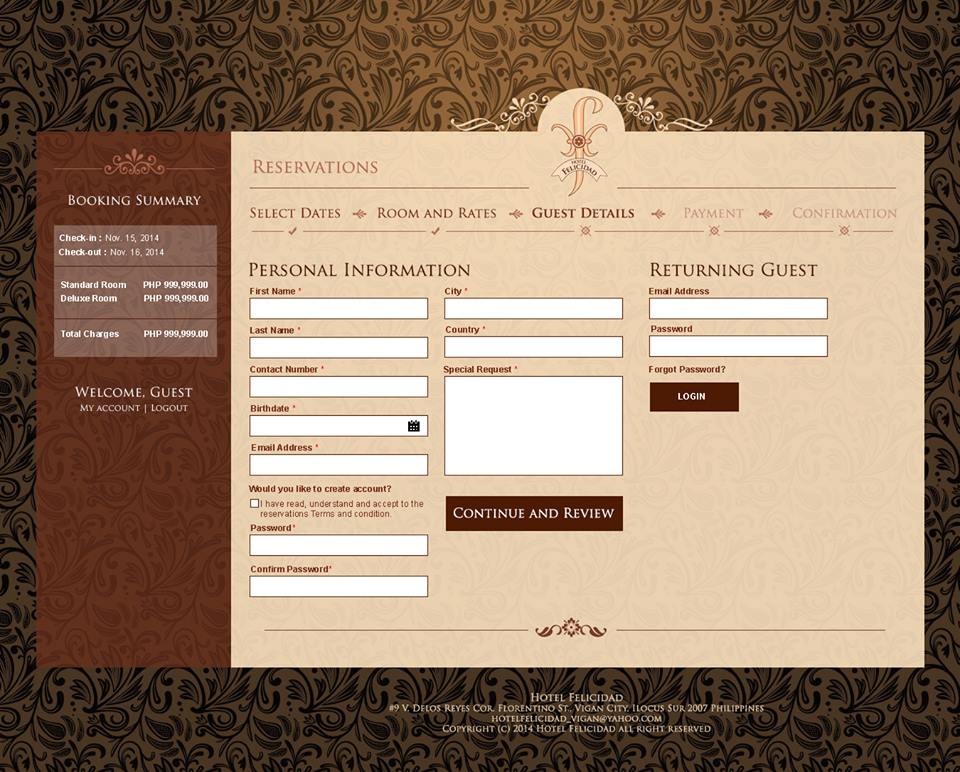 HOTEL
FELICIDAD
RESERVATIONS
SELECT DATES ROOM AND RATES GUEST DETAILS PAYMENT CONFIRMATION
BOOKING SUMMARY
Check-in : Nov. 15, 2014
Check-out : Nov. 16, 2014
Standard Room PHP 999,999.00
Deluxe Room PHP 999,999.00
Total Charges PHP 999,999.00
WELCOME, GUEST
MY ACCOUNT | LOGOUT
PERSONAL INFORMATION
First Name *
Last Name *
Contact Number *
Birthdate *
Email Address *
Would you like to create account?
I have read, understand and accept to the
reservations Terms and condition.
Password*
Confirm Password*
City *
Country *
Special Request *
CONTINUE AND REVIEW
RETURNING GUEST
Email Address
Password
Forgot Password?
LOGIN
HOTEL FELICIDAD
#9 V. DELOS REYES COR. FLORENTINO ST., VIGAN CITY, ILOCUS SUR 2007 PHILIPPINES
HOTELFELICIDAD_VIGAN@YAHOO.COM
COPYRIGHT (C) 2014 HOTEL FELICIDAD ALL RIGHT RESERVED